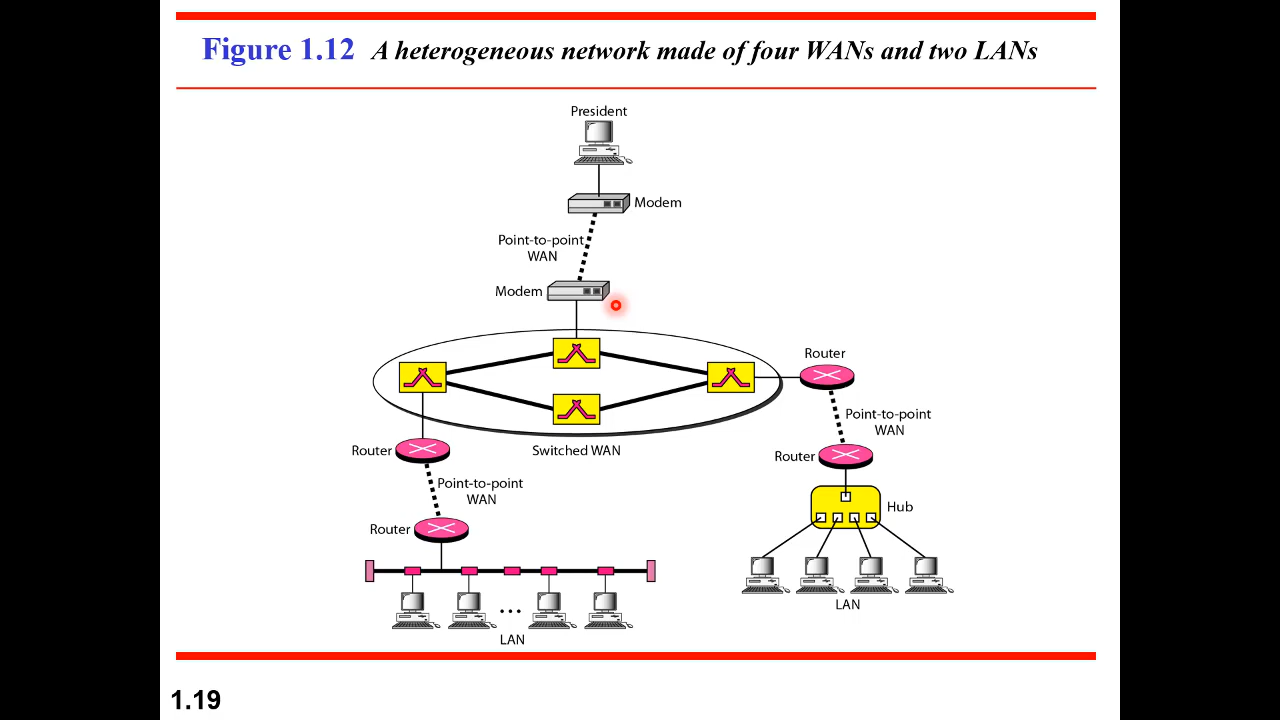 Figure 1.12 A heterogeneous network made of four WANs and two LANs
President
Modem
Point-to-point
WAN
Modem
Router
Point-to-point
WAN
Router
Switched WAN
Router
Hub
Point-to-point
WAN
Router
LAN
LAN
1.19